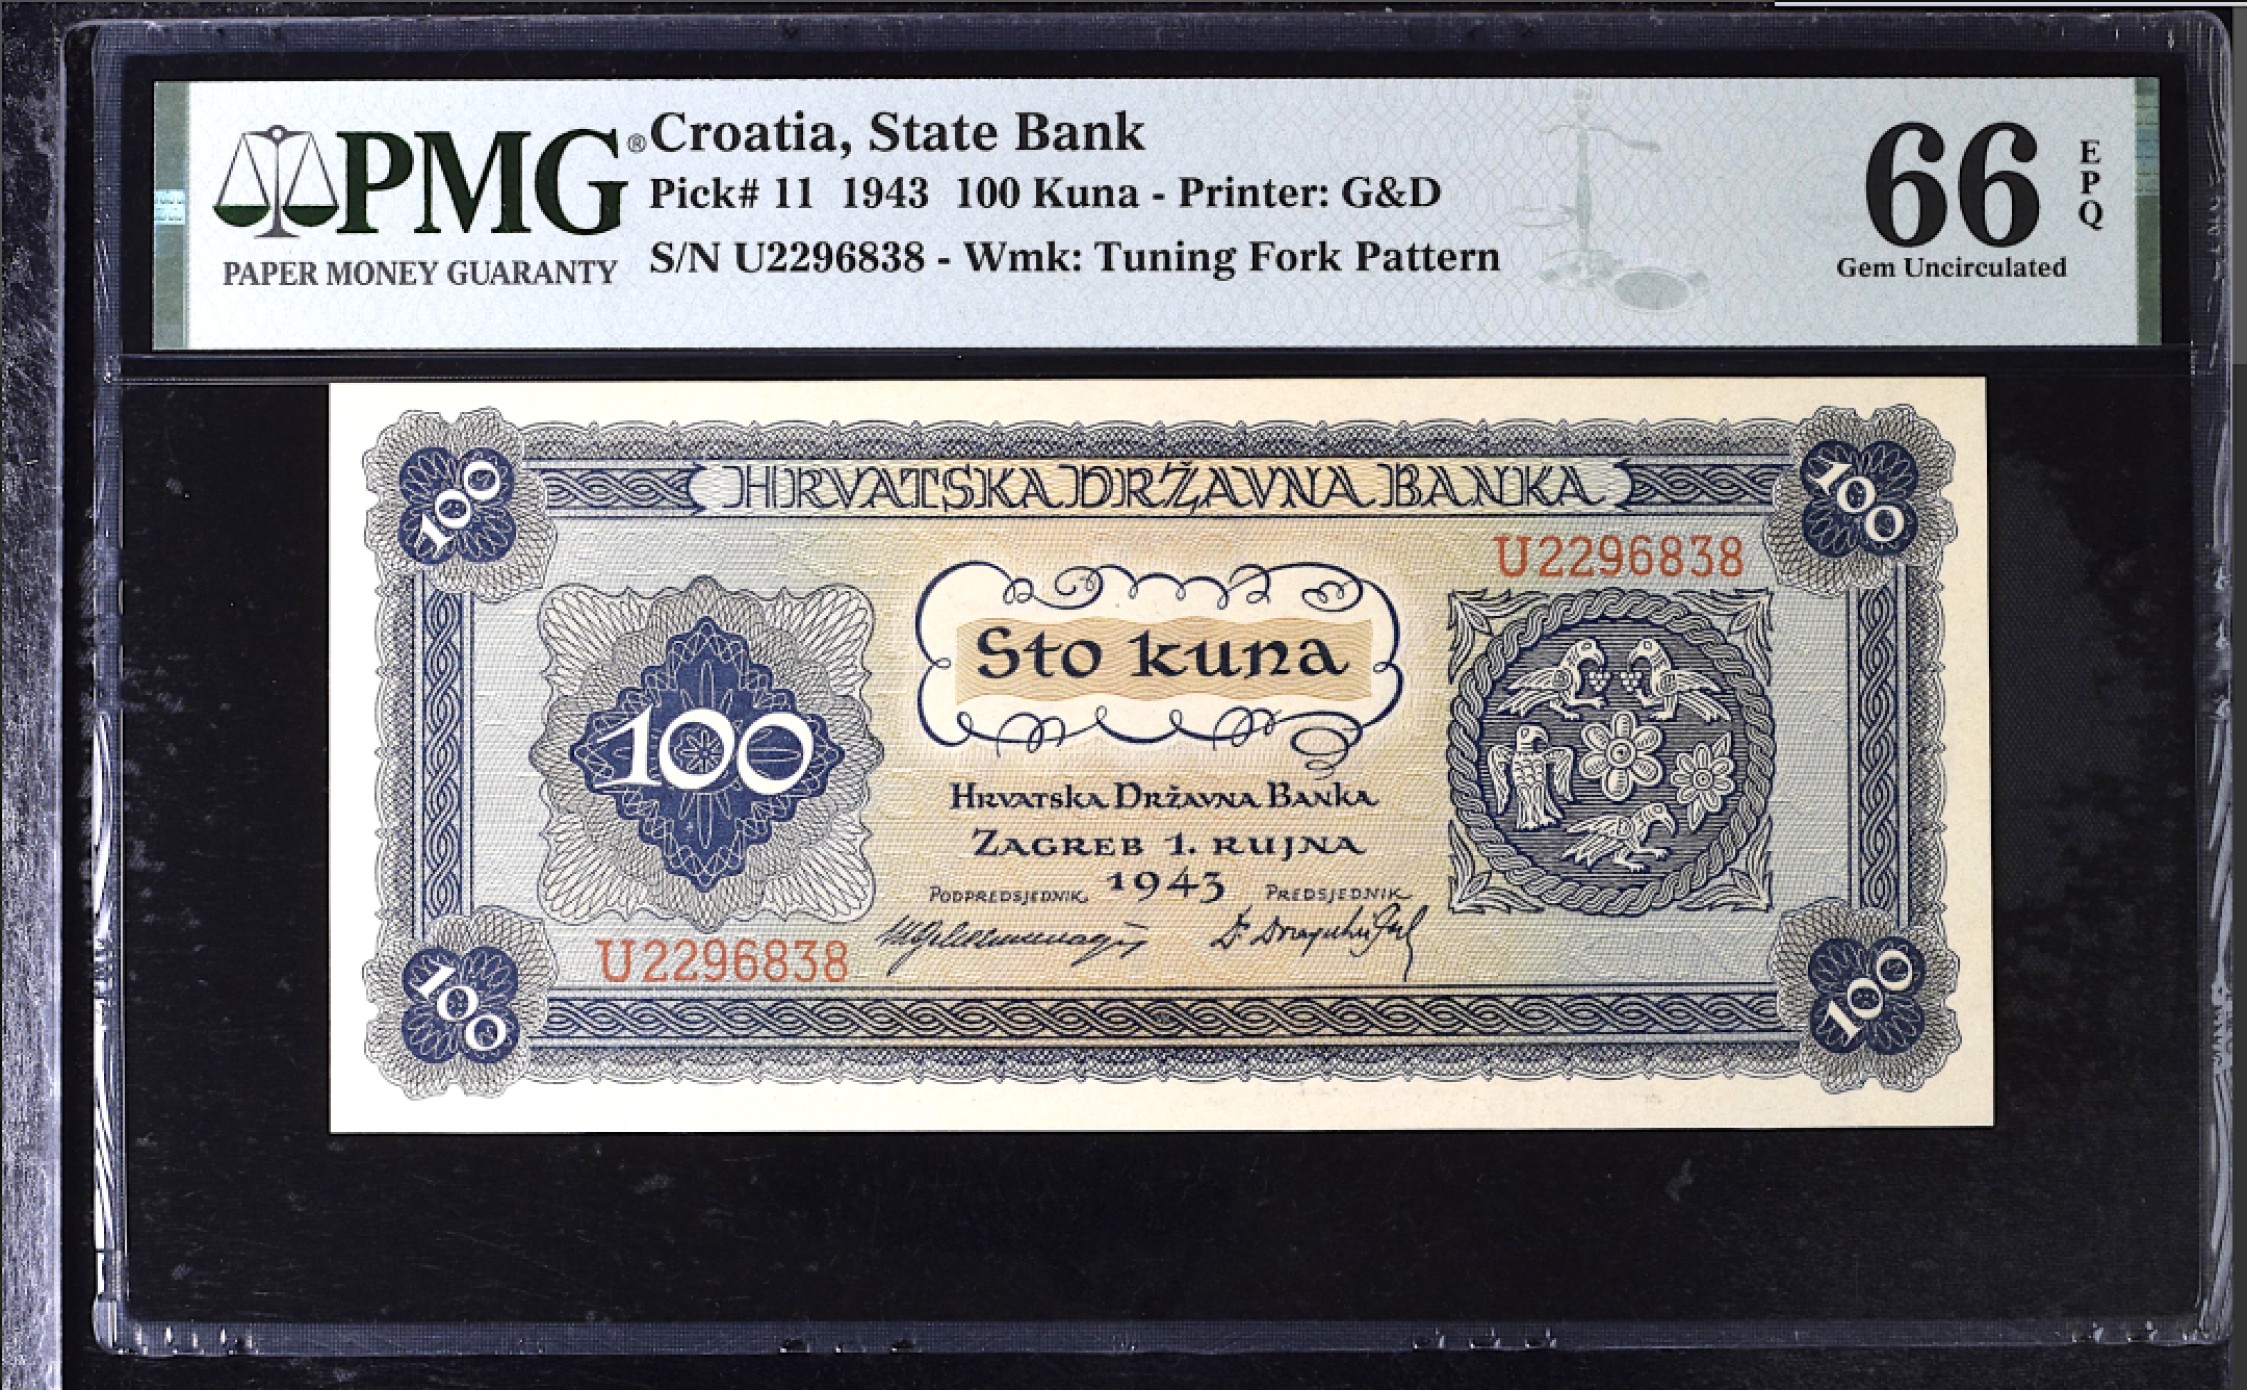 PMG®
PAPER MONEY GUARANTY
Croatia, State Bank
Pick# 11 1943 100 Kuna - Printer: G&D
S/N U2296838 - Wmk: Tuning Fork Pattern
66
EPQ
Gem Uncirculated
100
HRVATSKA DRŽAVNA BANKA
100
U2296838
Sto kuna
100
HRVATSKA DRŽAVNA BANKA
ZAGREB 1. RUJNA
1943
PODPREDSJEDNIK
PREDSJEDNIK
U2296838
100
100